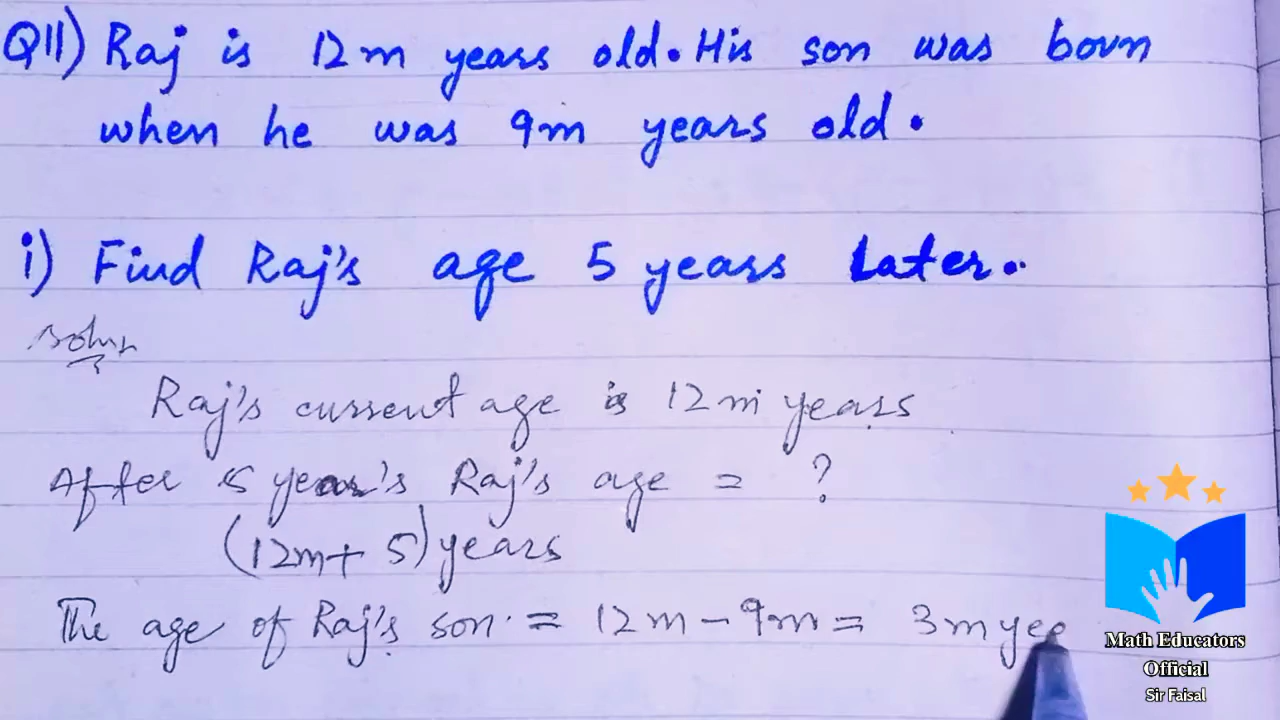 Q11) Raj is 12m years old. His son was born
when he was 9m years old.
i) Find Raj's age 5 years Later.
Soln
Raj's current age is 12m years
After 5 year's Raj's age = ?
(12m + 5) years
The age of Raj's son = 12m - 9m = 3m yea
Math Educators
Official
Sir Faisal